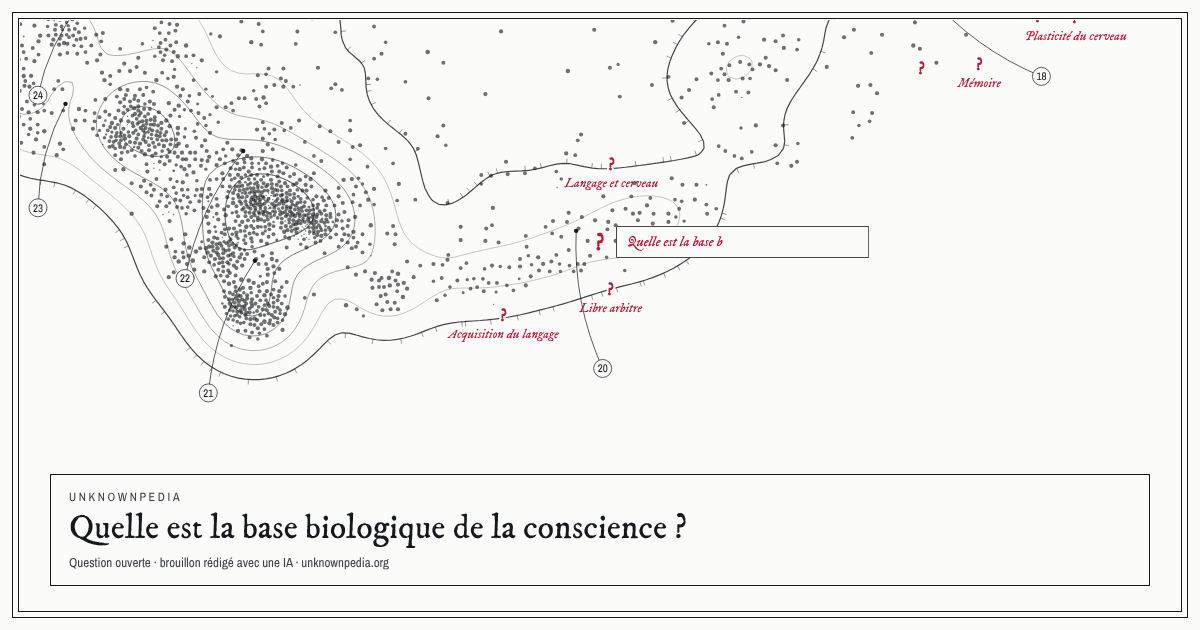 ?
Plasticité du cerveau
?
?
Mémoire
18
24
23
?
Langage et cerveau
?
Quelle est la base b
22
?
Libre arbitre
?
Acquisition du langage
20
21
UNKNOWNPEDIA
Quelle est la base biologique de la conscience ?
Question ouverte · brouillon rédigé avec une IA · unknownpedia.org